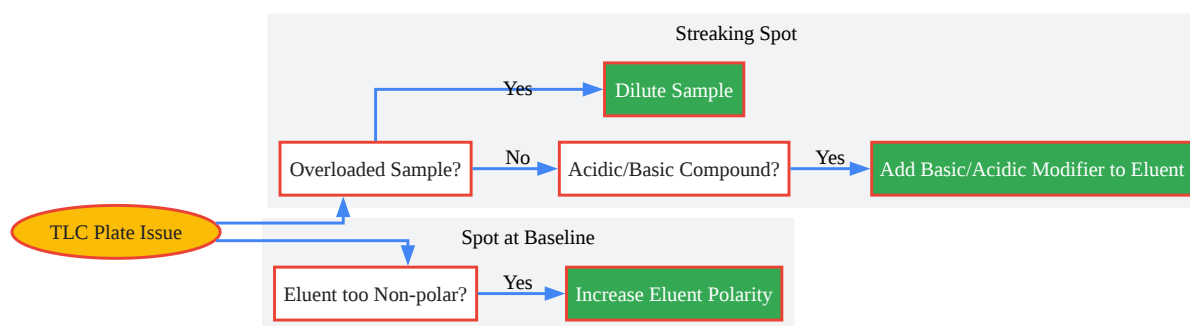 Streaking Spot
Yes
Dilute Sample
Overloaded Sample?
No
Acidic/Basic Compound?
Yes
Add Basic/Acidic Modifier to Eluent
TLC Plate Issue
Spot at Baseline
Eluent too Non-polar?
Yes
Increase Eluent Polarity